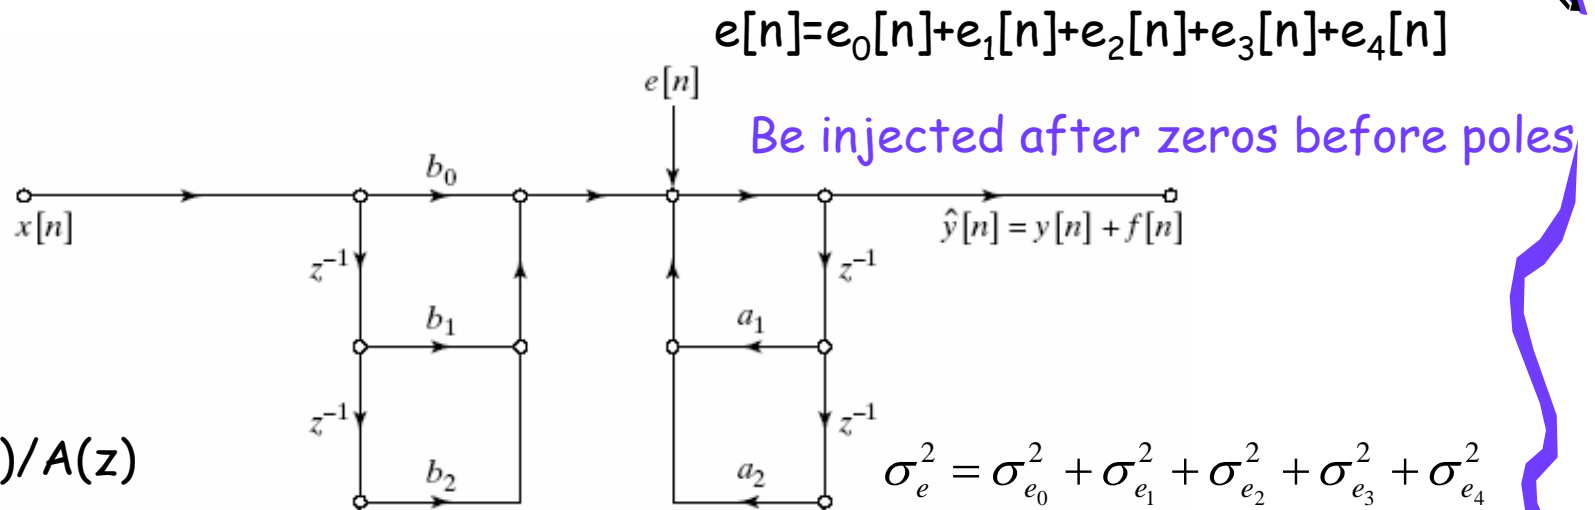 e[n]=e₀[n]+e₁[n]+e₂[n]+e₃[n]+e₄[n]
e[n]
Be injected after zeros before poles
b₀
x[n]
ŷ[n] = y[n] + f[n]
z⁻¹
z⁻¹
b₁
a₁
z⁻¹
z⁻¹
)/A(z)
b₂
a₂
σₑ² = σₑ₀² + σₑ₁² + σₑ₂² + σₑ₃² + σₑ₄²